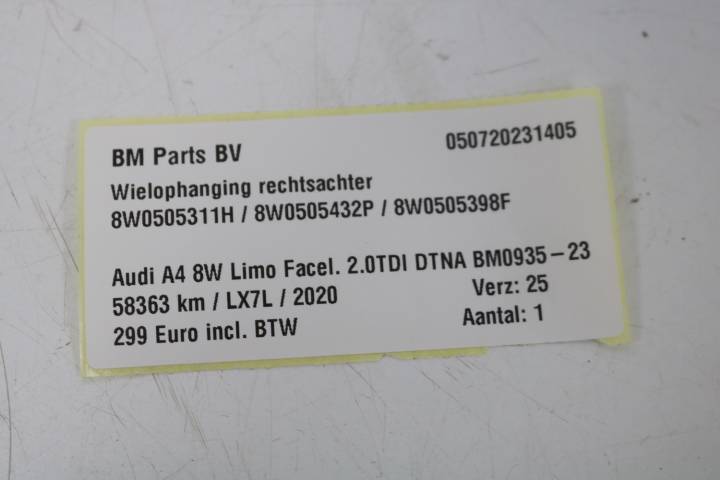 BM Parts BV 050720231405
Wielophanging rechtsachter
8W0505311H / 8W0505432P / 8W0505398F
Audi A4 8W Limo Facel. 2.0TDI DTNA BM0935-23
58363 km / LX7L / 2020 Verz: 25
299 Euro incl. BTW Aantal: 1